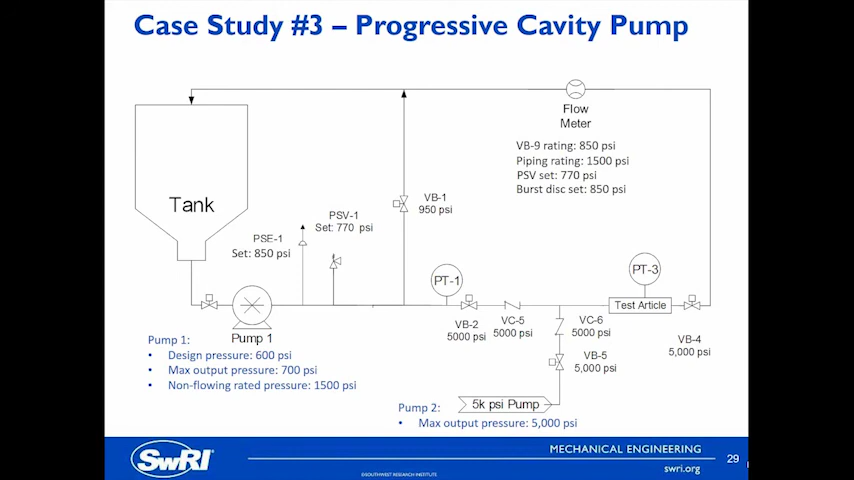 Case Study #3 – Progressive Cavity Pump
Flow
Meter
VB-9 rating: 850 psi
Piping rating: 1500 psi
PSV set: 770 psi
Burst disc set: 850 psi
Tank
VB-1
950 psi
PSV-1
Set: 770 psi
PSE-1
Set: 850 psi
PT-1
PT-3
Test Article
Pump 1
VB-2
5000 psi
VC-5
5000 psi
VC-6
5000 psi
VB-4
5,000 psi
VB-5
5,000 psi
Pump 1:
• Design pressure: 600 psi
• Max output pressure: 700 psi
• Non-flowing rated pressure: 1500 psi
5k psi Pump
Pump 2:
• Max output pressure: 5,000 psi
SwRI
MECHANICAL ENGINEERING
swri.org
29
©SOUTHWEST RESEARCH INSTITUTE